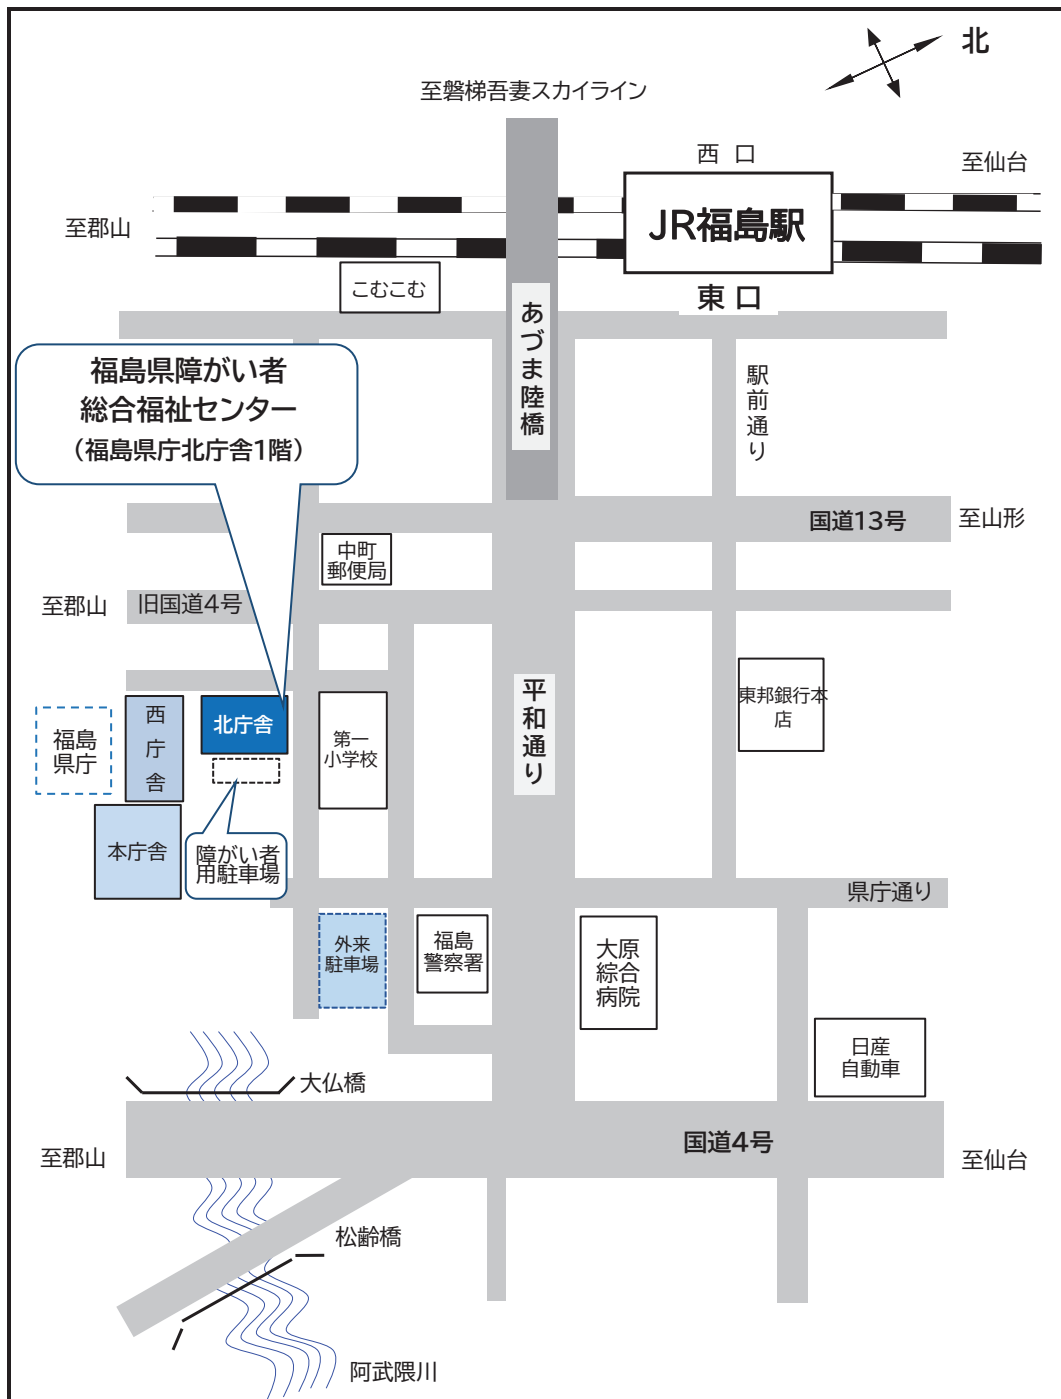 北
至磐梯吾妻スカイライン
西 口
至仙台
JR福島駅
至郡山
こむこむ
東 口
あづま陸橋
福島県障がい者
総合福祉センター
（福島県庁北庁舎1階）
駅前通り
国道13号
至山形
中町
郵便局
至郡山
旧国道4号
東邦銀行本
店
平和通り
西庁舎
北庁舎
福島
県庁
第一
小学校
本庁舎
障がい者
用駐車場
県庁通り
外来
駐車場
福島
警察署
大原
綜合
病院
日産
自動車
大仏橋
国道4号
至郡山
至仙台
松齢橋
阿武隈川